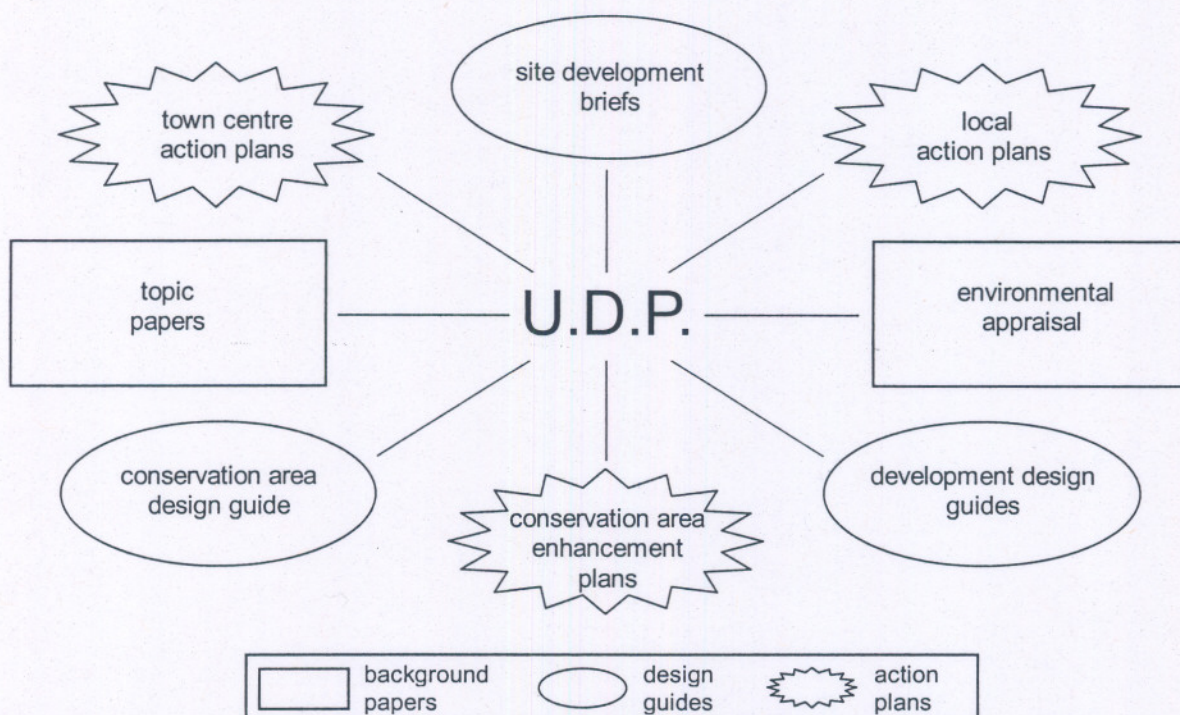 site development
briefs
town centre
action plans
local
action plans
topic
papers
U.D.P.
environmental
appraisal
conservation area
design guide
conservation area
enhancement
plans
development design
guides
background
papers
design
guides
action
plans